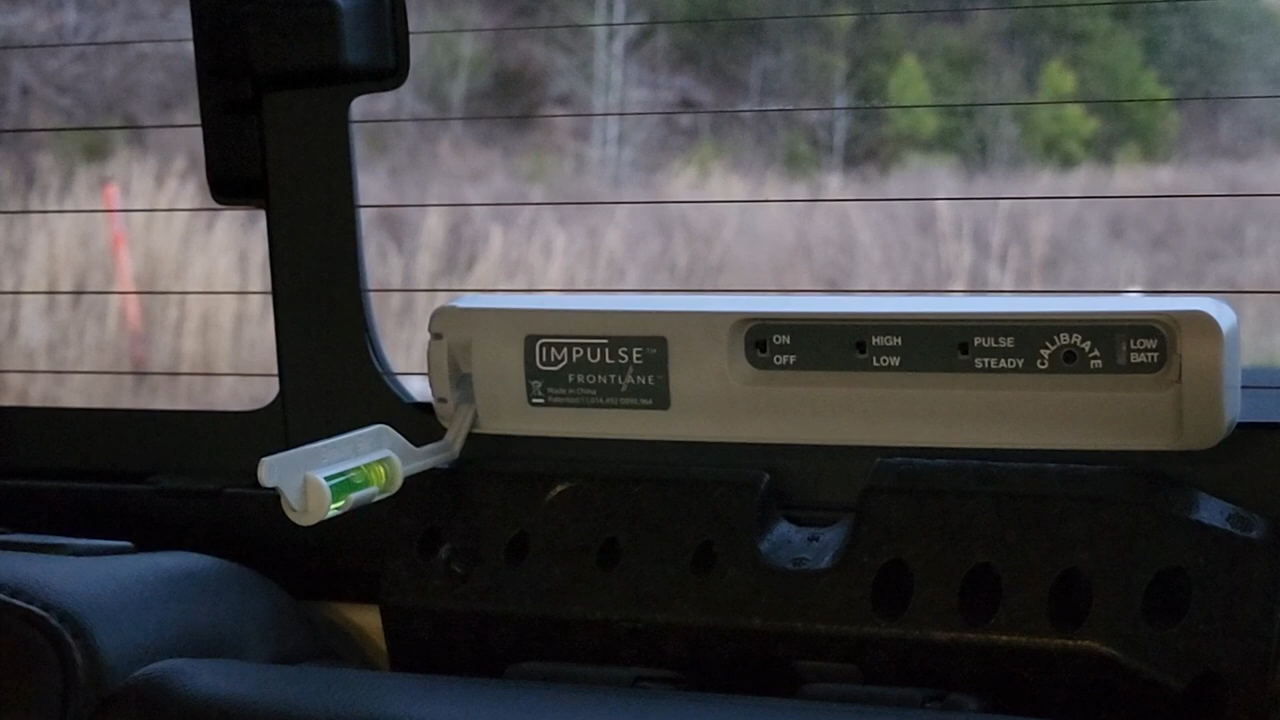 IMPULSE™
FRONTLANE™
Made in China
ON
OFF
HIGH
LOW
PULSE
STEADY
CALIBRATE
LOW
BATT